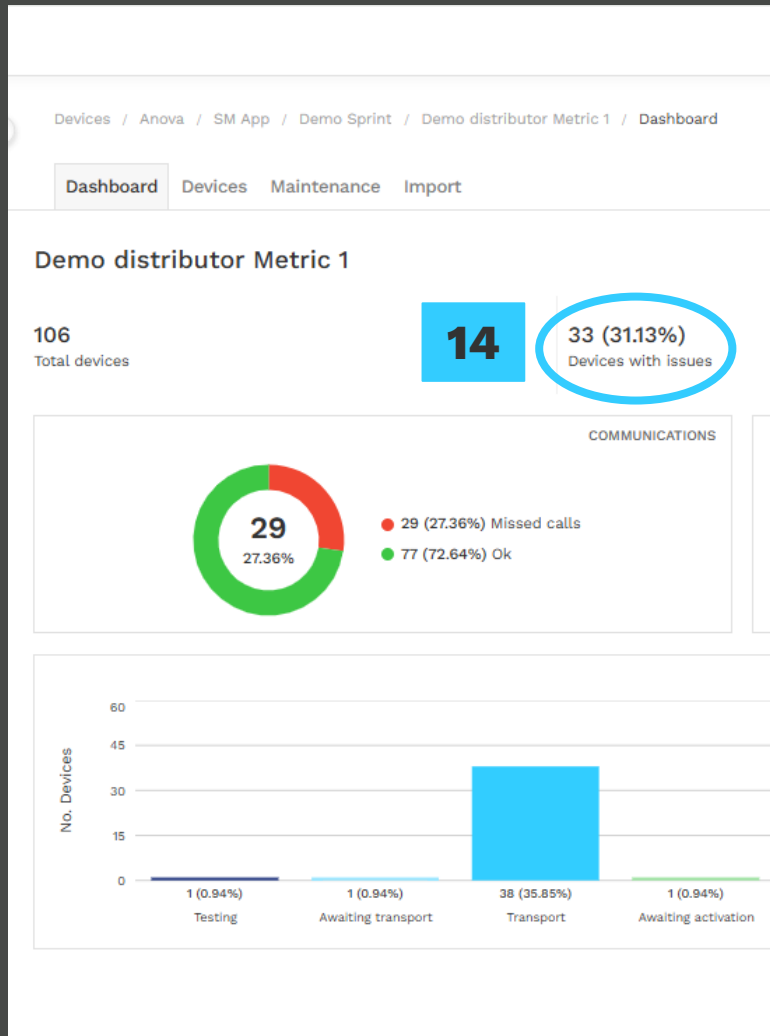 Devices / Anova / SM App / Demo Sprint / Demo distributor Metric 1 / Dashboard
Dashboard Devices Maintenance Import
Demo distributor Metric 1
106
Total devices
14
33 (31.13%)
Devices with issues
COMMUNICATIONS
29
27.36%
29 (27.36%) Missed calls
77 (72.64%) Ok
No. Devices
60
45
30
15
0
1 (0.94%) 1 (0.94%) 38 (35.85%) 1 (0.94%)
Testing Awaiting transport Transport Awaiting activation